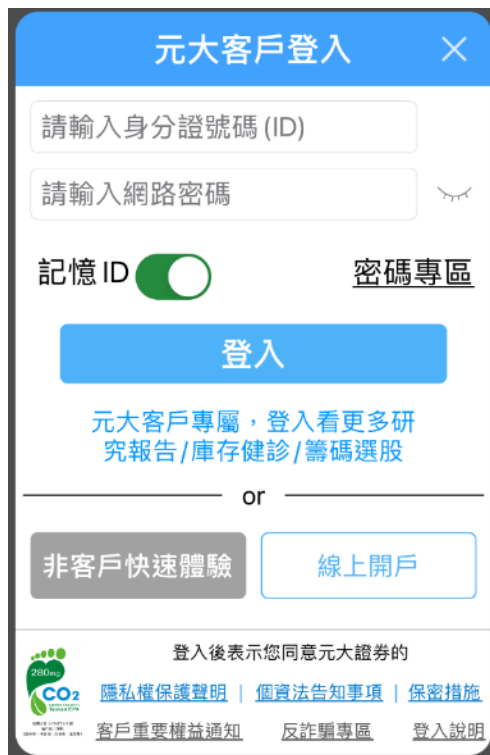 元大客戶登入
請輸入身分證號碼 (ID)
請輸入網路密碼
記憶 ID
密碼專區
登入
元大客戶專屬，登入看更多研
究報告/庫存健診/籌碼選股
or
非客戶快速體驗
線上開戶
登入後表示您同意元大證券的
隱私權保護聲明 | 個資法告知事項 | 保密措施
客戶重要權益通知 反詐騙專區 登入說明
280mg
CO2